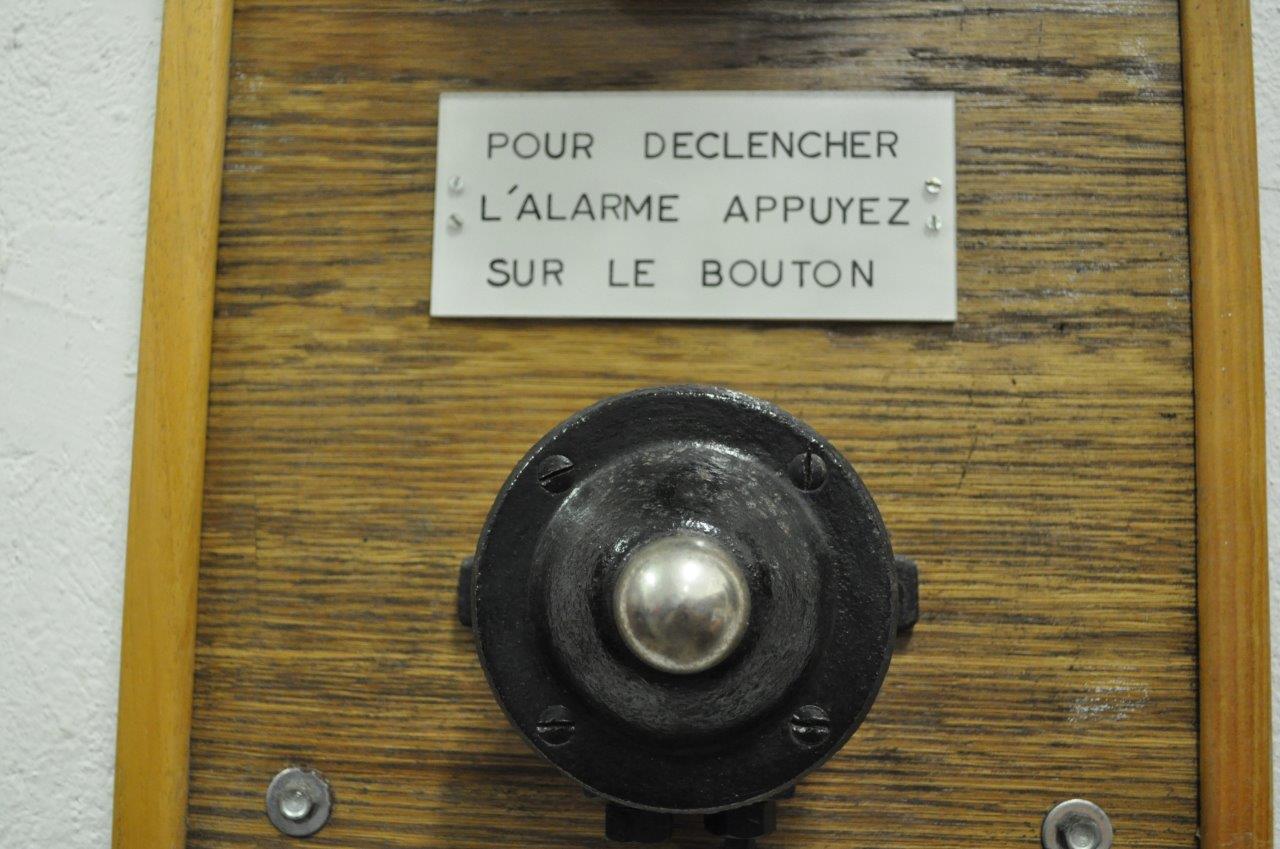 POUR DECLENCHER
L'ALARME APPUYEZ
SUR LE BOUTON